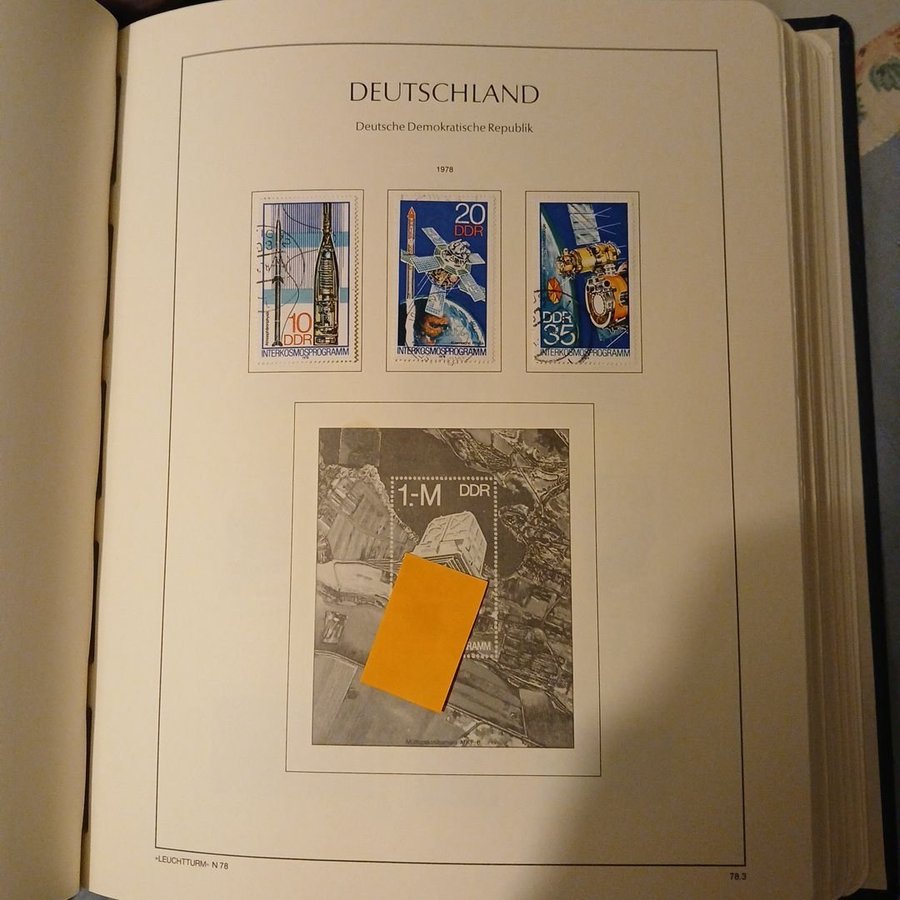 DEUTSCHLAND
Deutsche Demokratische Republik
1978
10
DDR
INTERKOSMOSPROGRAMM
20
DDR
INTERKOSMOSPROGRAMM
DDR
35
INTERKOSMOSPROGRAMM
1.-M DDR
RAMM
»LEUCHTTURM« N 78
78.3